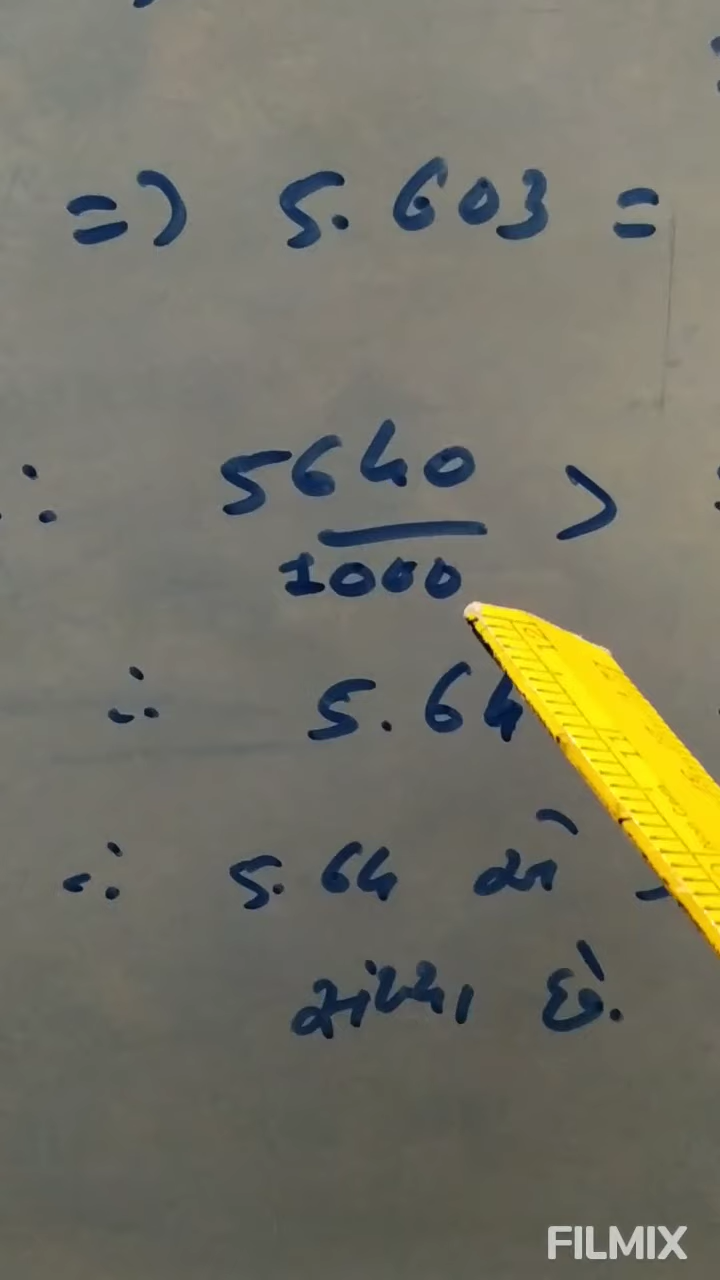 => 5.603 =
∴ 5640 >
1000
∴ 5.64
∴ 5.64 એ
સંખ્યા છે.
FILMIX